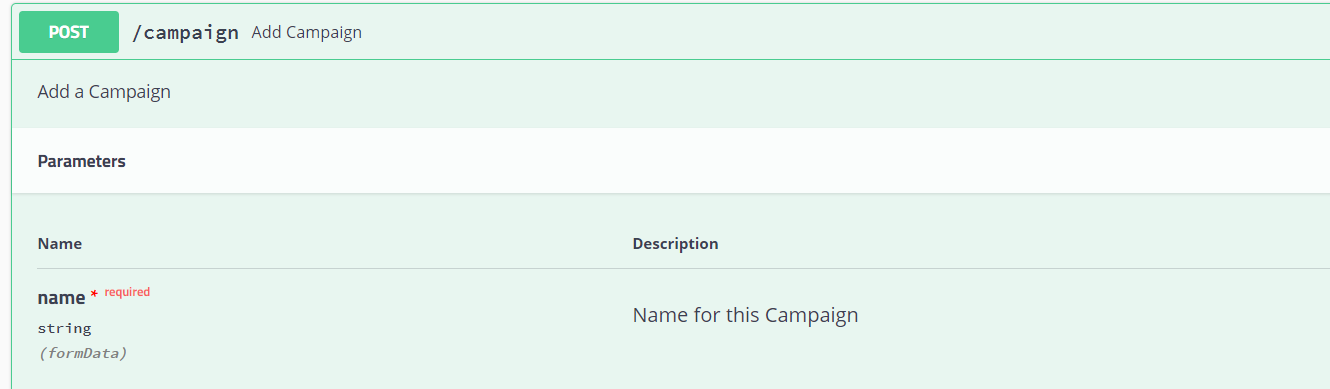 POST /campaign Add Campaign
Add a Campaign
Parameters
Name Description
name * required
string
(formData)
Name for this Campaign